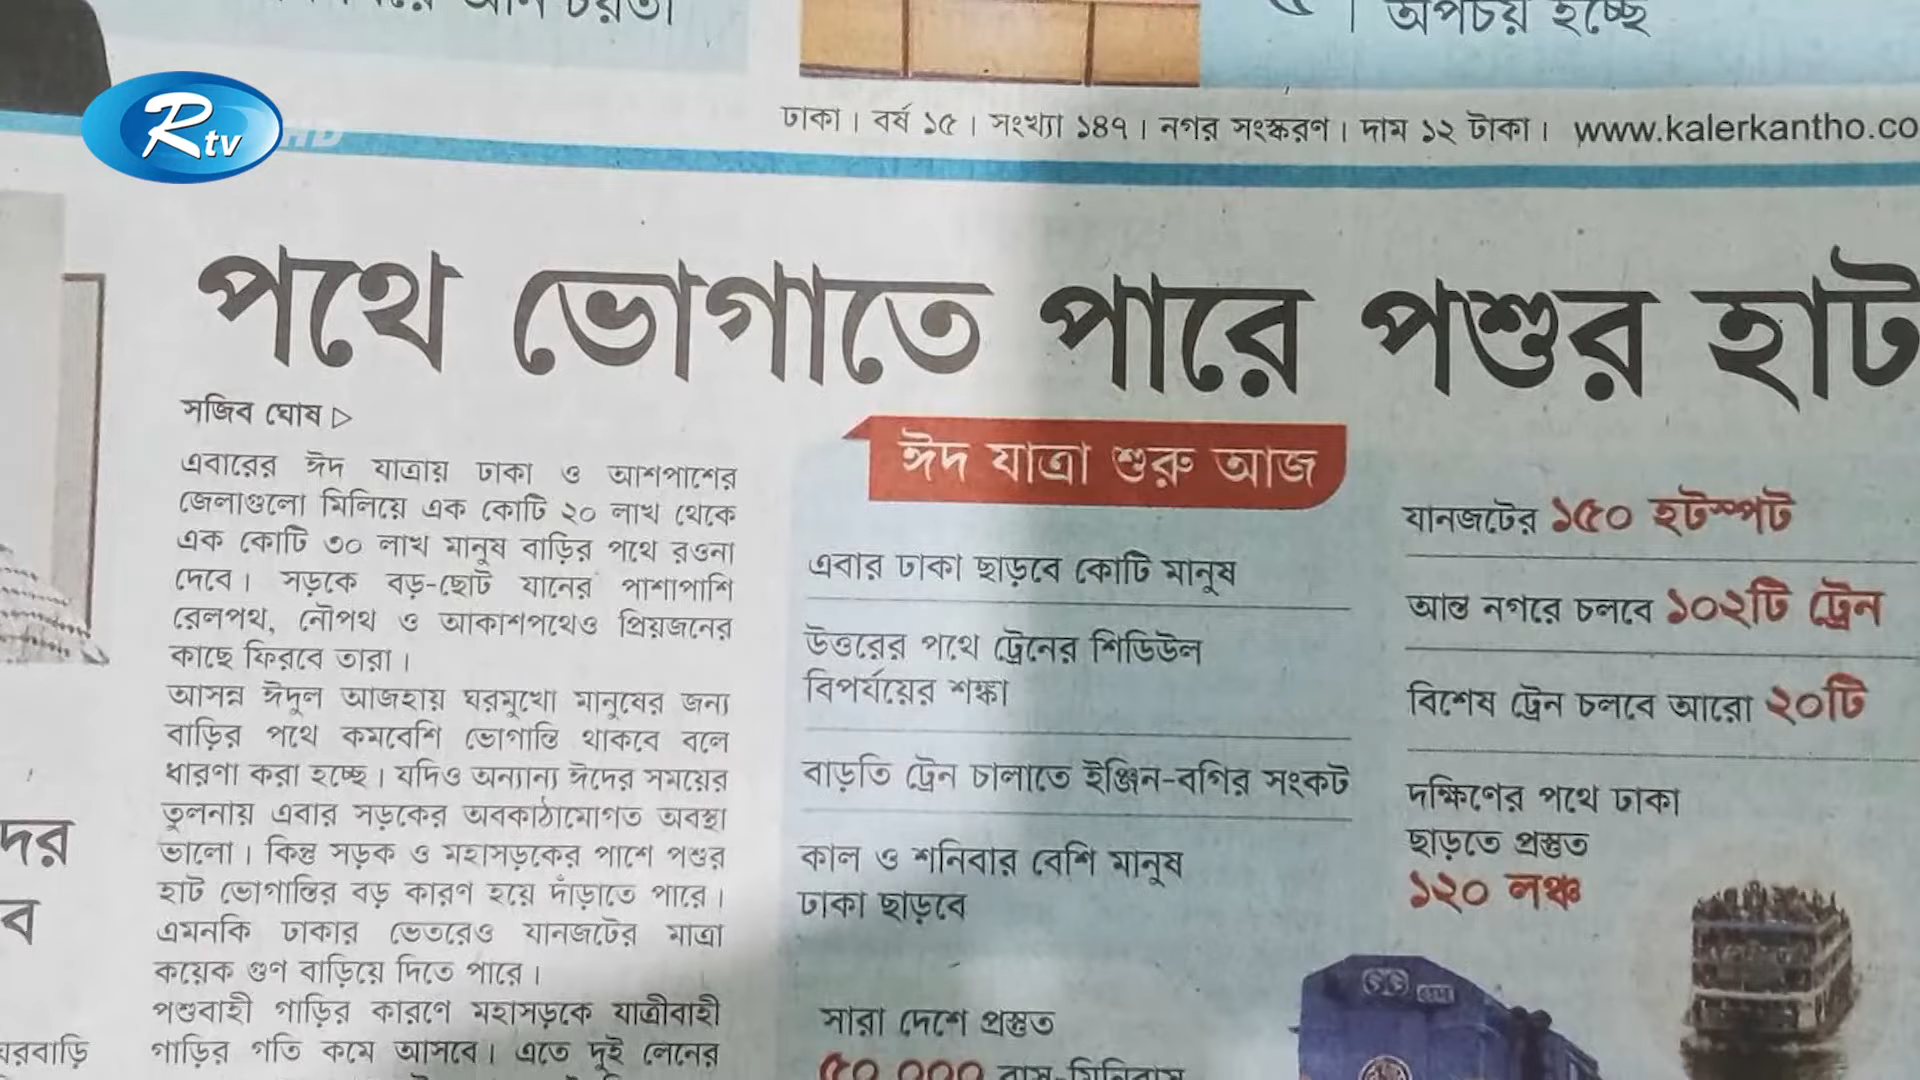 অপচয় হচ্ছে
Rtv
HD
ঢাকা। বর্ষ ১৫। সংখ্যা ১৪৭। নগর সংস্করণ। দাম ১২ টাকা। www.kalerkantho.co
পথে ভোগাতে পারে পশুর হাট
সজিব ঘোষ
এবারের ঈদ যাত্রায় ঢাকা ও আশপাশের
জেলাগুলো মিলিয়ে এক কোটি ২০ লাখ থেকে
এক কোটি ৩০ লাখ মানুষ বাড়ির পথে রওনা
দেবে। সড়কে বড়-ছোট যানের পাশাপাশি
রেলপথ, নৌপথ ও আকাশপথেও প্রিয়জনের
কাছে ফিরবে তারা।
আসন্ন ঈদুল আজহায় ঘরমুখো মানুষের জন্য
বাড়ির পথে কমবেশি ভোগান্তি থাকবে বলে
ধারণা করা হচ্ছে। যদিও অন্যান্য ঈদের সময়ের
তুলনায় এবার সড়কের অবকাঠামোগত অবস্থা
ভালো। কিন্তু সড়ক ও মহাসড়কের পাশে পশুর
হাট ভোগান্তির বড় কারণ হয়ে দাঁড়াতে পারে।
এমনকি ঢাকার ভেতরেও যানজটের মাত্রা
কয়েক গুণ বাড়িয়ে দিতে পারে।
পশুবাহী গাড়ির কারণে মহাসড়কে যাত্রীবাহী
গাড়ির গতি কমে আসবে। এতে দুই লেনের
ঈদ যাত্রা শুরু আজ
এবার ঢাকা ছাড়বে কোটি মানুষ
উত্তরের পথে ট্রেনের শিডিউল
বিপর্যয়ের শঙ্কা
বাড়তি ট্রেন চালাতে ইঞ্জিন-বগির সংকট
কাল ও শনিবার বেশি মানুষ
ঢাকা ছাড়বে
সারা দেশে প্রস্তুত
৫০,০০০ বাস-মিনিবাস
যানজটের ১৫০ হটস্পট
আন্ত নগরে চলবে ১০২টি ট্রেন
বিশেষ ট্রেন চলবে আরো ২০টি
দক্ষিণের পথে ঢাকা
ছাড়তে প্রস্তুত
১২০ লঞ্চ